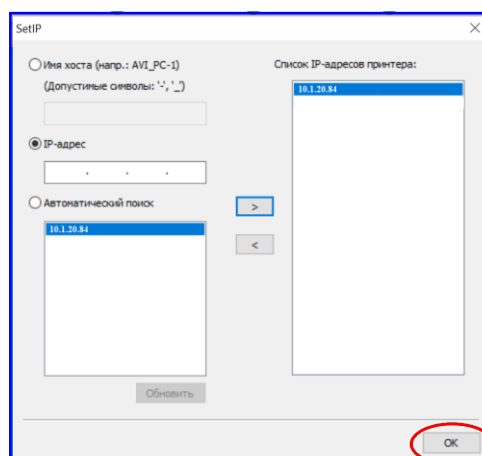 SetIP
Имя хоста (напр.: AVI_PC-1)
(Допустимые символы: '-', '_')
IP-адрес
. . .
Автоматический поиск
10.1.20.84
Обновить
>
<
Список IP-адресов принтера:
10.1.20.84
OK